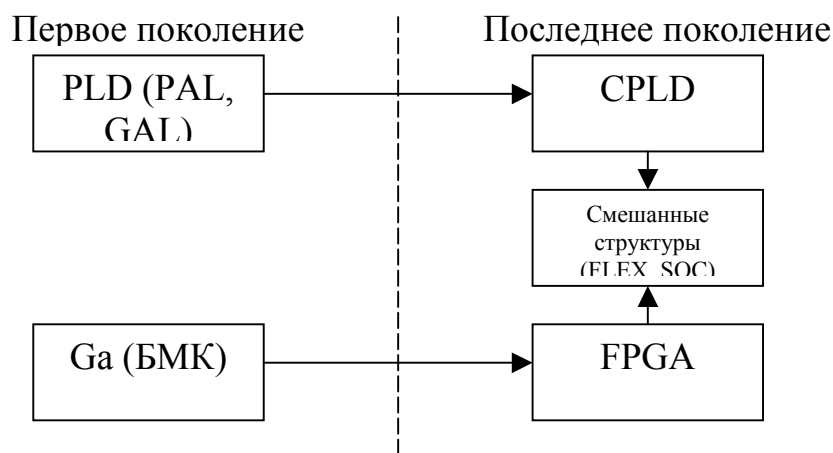 Первое поколение
Последнее поколение
PLD (PAL,
GAL)
CPLD
Смешанные
структуры
(FLEX SOC)
Ga (БМК)
FPGA